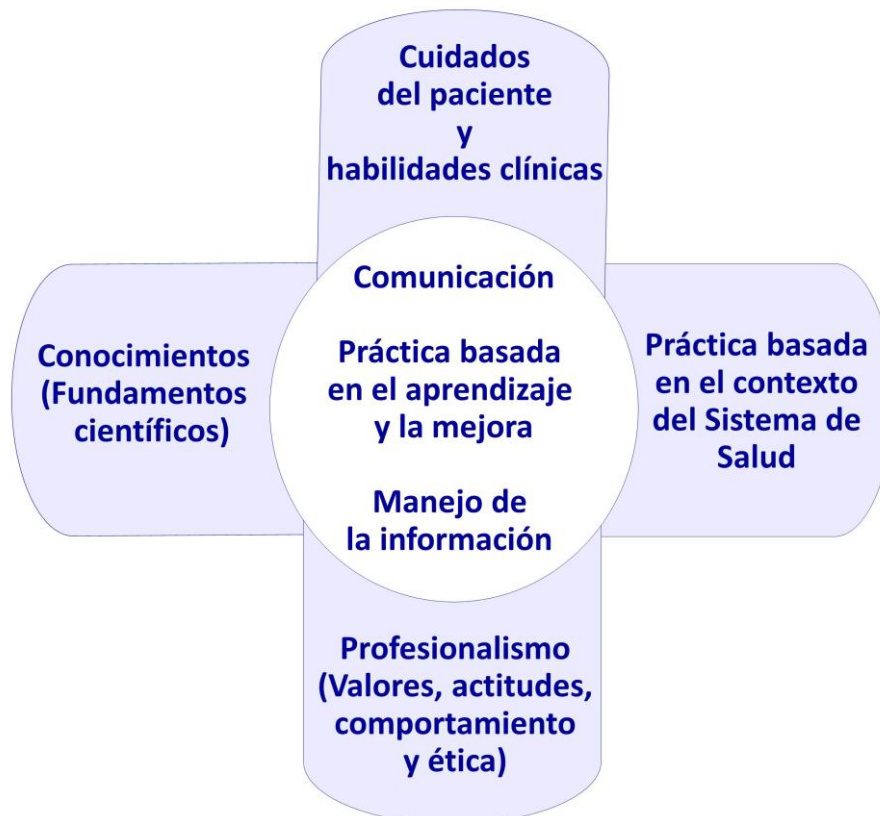 Cuidados
del paciente
y
habilidades clínicas
Comunicación
Práctica basada
en el aprendizaje
y la mejora
Manejo de
la información
Conocimientos
(Fundamentos
científicos)
Práctica basada
en el contexto
del Sistema de
Salud
Profesionalismo
(Valores, actitudes,
comportamiento
y ética)